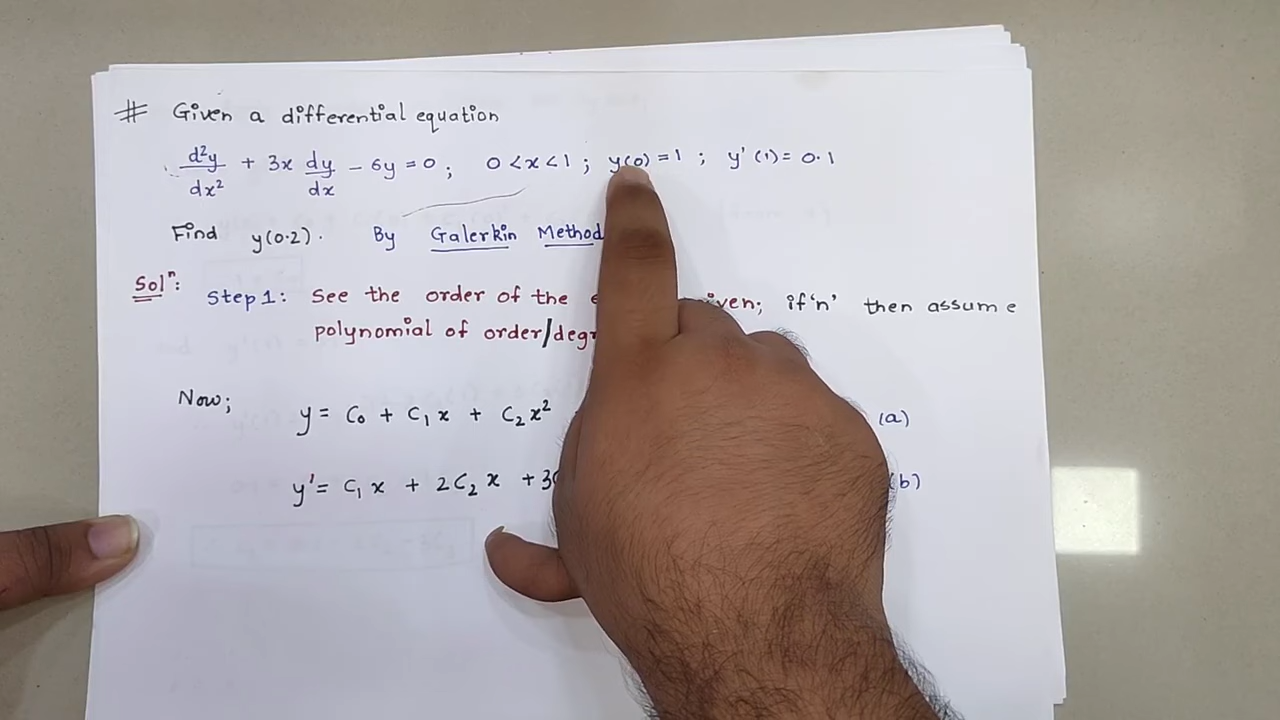 # Given a differential equation
d²y/dx² + 3x dy/dx - 6y = 0 ; 0 < x < 1 ; y(0) = 1 ; y'(1) = 0.1
Find y(0.2). By Galerkin Method
Solⁿ:
Step 1: See the order of the iven; if 'n' then assume
polynomial of order/degr
Now;
y = C₀ + C₁x + C₂x² (a)
y' = C₁x + 2C₂x + 3 b)